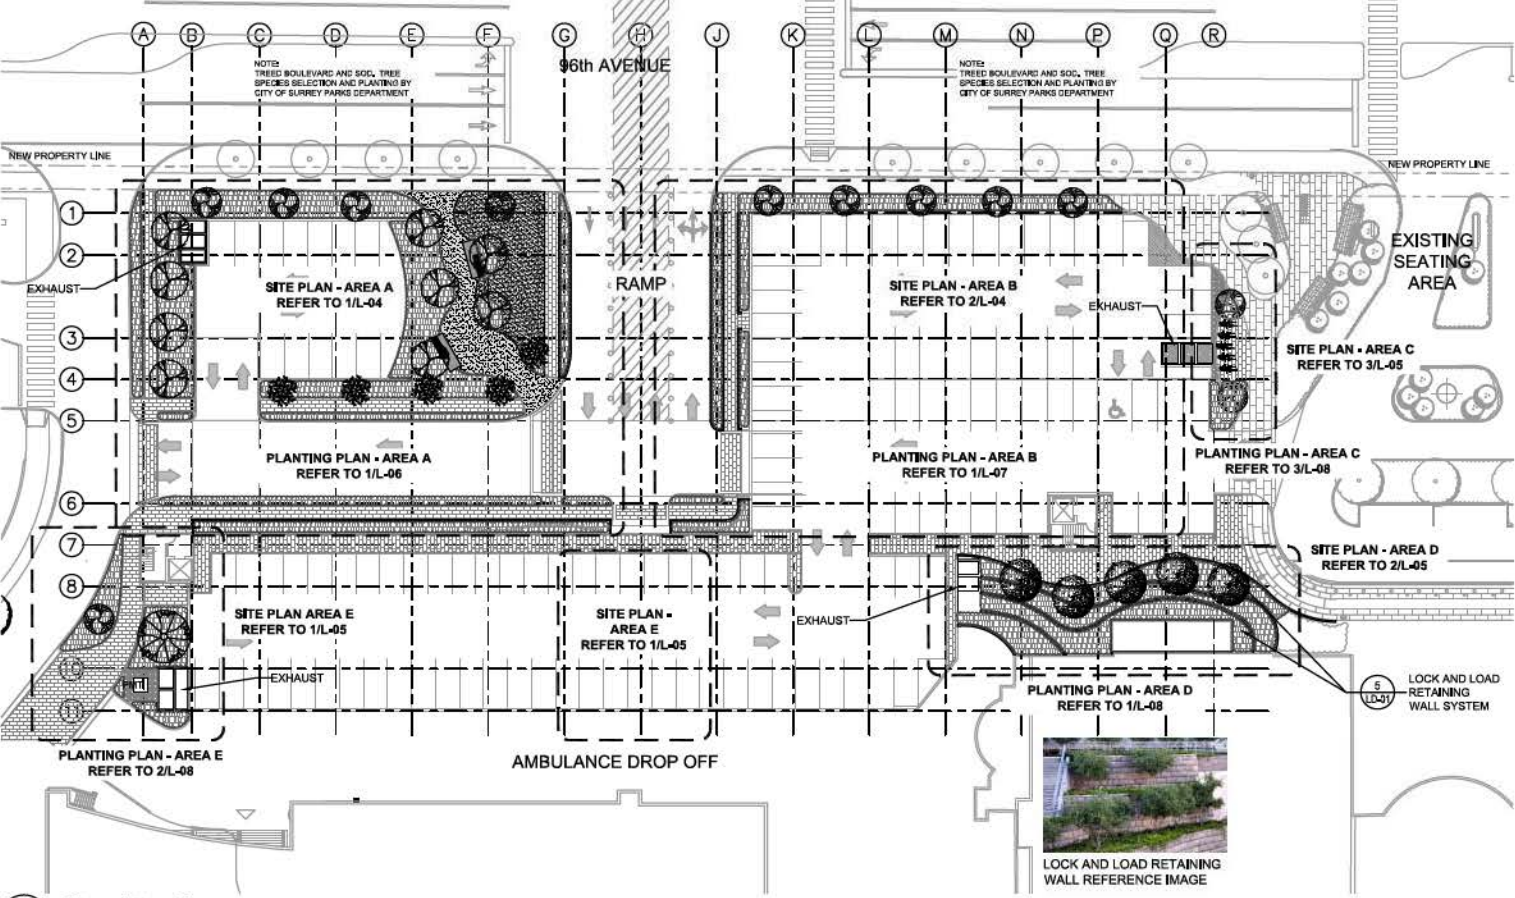 A B C D E F G H J K L M N P Q R
96th AVENUE
NOTE:
TREED BOULEVARD AND SOD. TREE
SPECIES SELECTION AND PLANTING BY
CITY OF SURREY PARKS DEPARTMENT
NOTE:
TREED BOULEVARD AND SOD. TREE
SPECIES SELECTION AND PLANTING BY
CITY OF SURREY PARKS DEPARTMENT
NEW PROPERTY LINE
NEW PROPERTY LINE
1
2
3
4
5
6
7
8
10
11
EXHAUST
SITE PLAN - AREA A
REFER TO 1/L-04
RAMP
SITE PLAN - AREA B
REFER TO 2/L-04
EXHAUST
EXISTING
SEATING
AREA
SITE PLAN - AREA C
REFER TO 3/L-05
PLANTING PLAN - AREA A
REFER TO 1/L-06
PLANTING PLAN - AREA B
REFER TO 1/L-07
PLANTING PLAN - AREA C
REFER TO 3/L-08
SITE PLAN - AREA D
REFER TO 2/L-05
SITE PLAN AREA E
REFER TO 1/L-05
SITE PLAN -
AREA E
REFER TO 1/L-05
EXHAUST
EXHAUST
PMT
PLANTING PLAN - AREA D
REFER TO 1/L-08
5
LD-01
LOCK AND LOAD
RETAINING
WALL SYSTEM
PLANTING PLAN - AREA E
REFER TO 2/L-08
AMBULANCE DROP OFF
LOCK AND LOAD RETAINING
WALL REFERENCE IMAGE